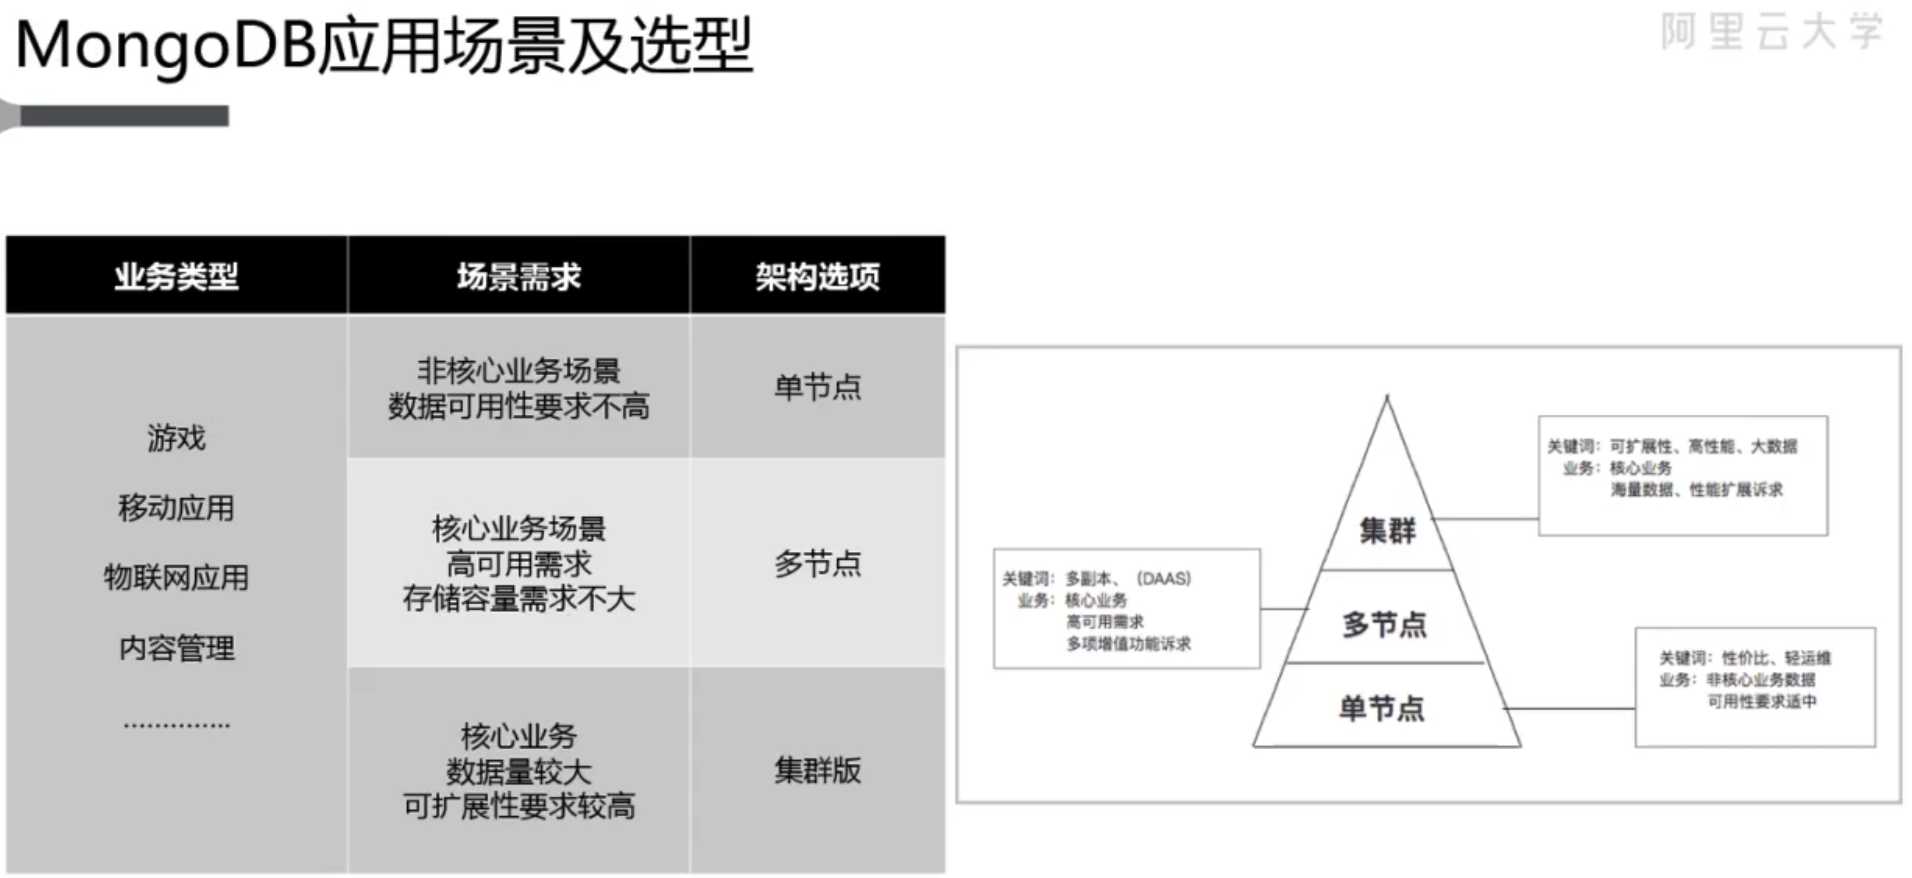 MongoDB应用场景及选型
阿里云大学
业务类型
场景需求
架构选项
游戏
移动应用
物联网应用
内容管理
..............
非核心业务场景
数据可用性要求不高
单节点
核心业务场景
高可用需求
存储容量需求不大
多节点
核心业务
数据量较大
可扩展性要求较高
集群版
关键词：可扩展性、高性能、大数据
业务：核心业务
海量数据、性能扩展诉求
集群
关键词：多副本、（DAAS）
业务：核心业务
高可用需求
多项增值功能诉求
多节点
关键词：性价比、轻运维
业务：非核心业务数据
可用性要求适中
单节点